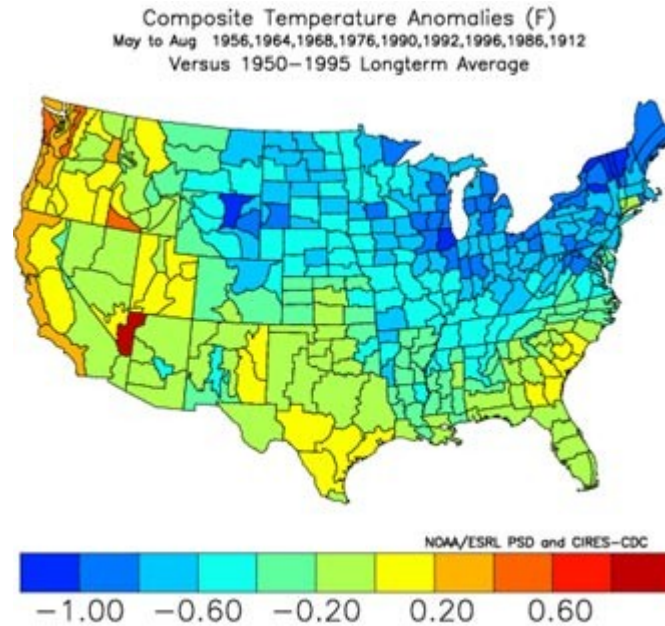 Composite Temperature Anomalies (F)
May to Aug 1956,1964,1968,1976,1990,1992,1996,1986,1912
Versus 1950-1995 Longterm Average
NOAA/ESRL PSD and CIRES-CDC
-1.00 -0.60 -0.20 0.20 0.60